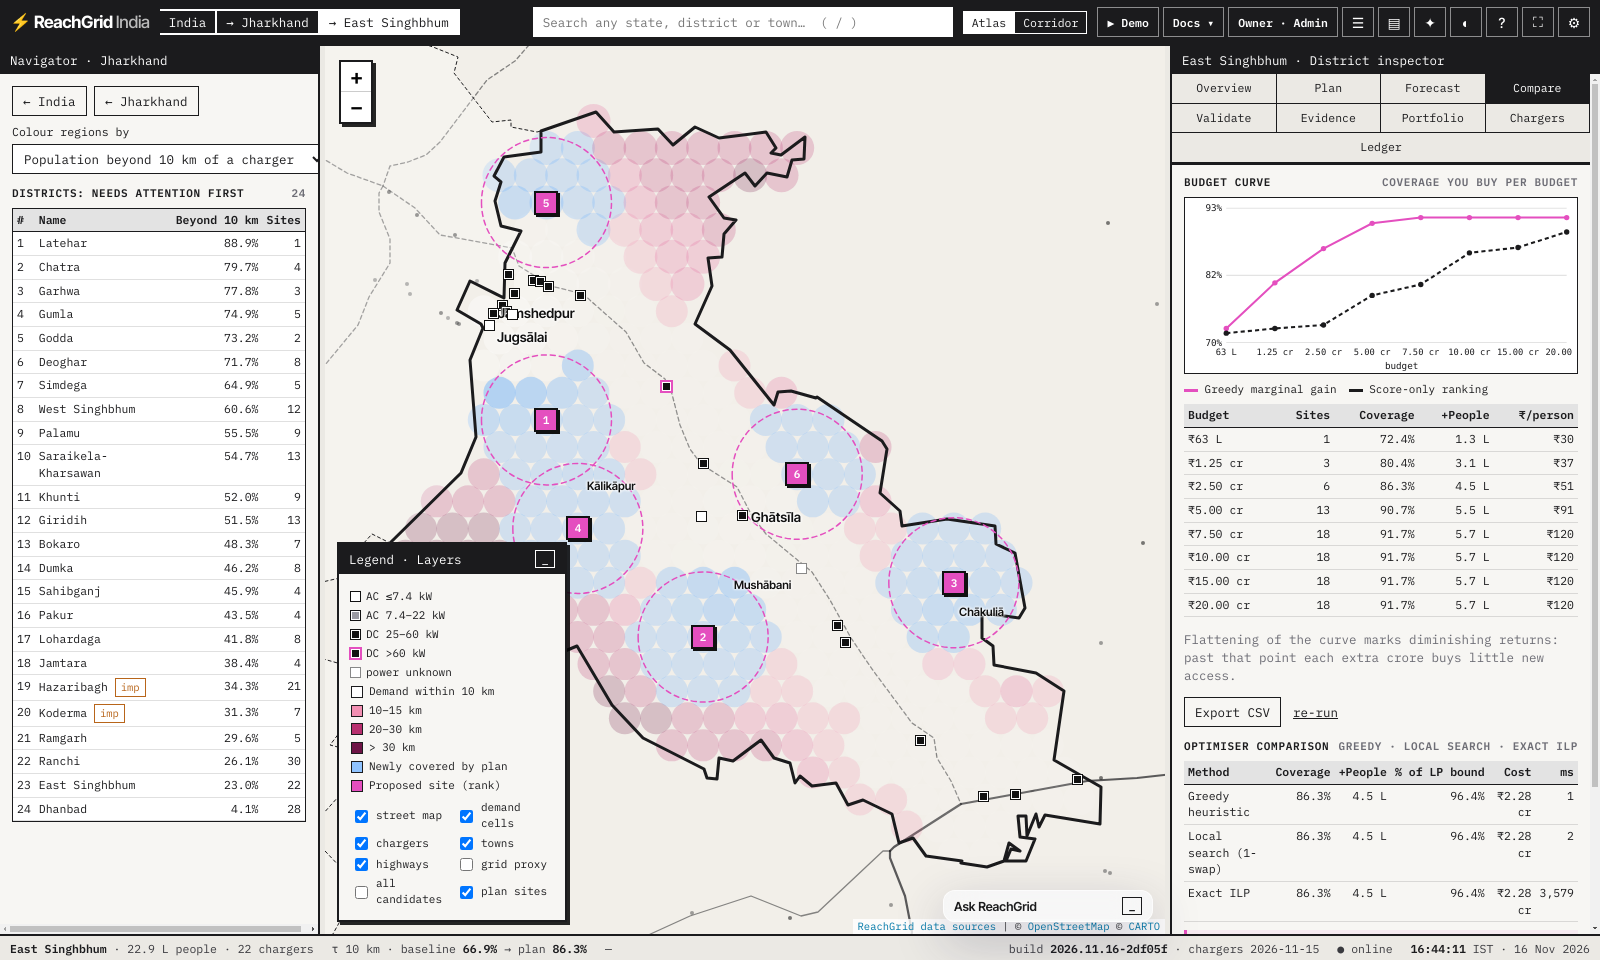 ⚡ ReachGrid India
India → Jharkhand → East Singhbhum
Search any state, district or town… ( / )
Atlas Corridor
▶ Demo Docs ▾ Owner · Admin
Navigator · Jharkhand
← India ← Jharkhand
Colour regions by
Population beyond 10 km of a charger
DISTRICTS: NEEDS ATTENTION FIRST 24
# Name Beyond 10 km Sites
1 Latehar 88.9% 1
2 Chatra 79.7% 4
3 Garhwa 77.8% 3
4 Gumla 74.9% 5
5 Godda 73.2% 2
6 Deoghar 71.7% 8
7 Simdega 64.9% 5
8 West Singhbhum 60.6% 12
9 Palamu 55.5% 9
10 Saraikela-Kharsawan 54.7% 13
11 Khunti 52.0% 9
12 Giridih 51.5% 13
13 Bokaro 48.3% 7
14 Dumka 46.2% 8
15 Sahibganj 45.9% 4
16 Pakur 43.5% 4
17 Lohardaga 41.8% 8
18 Jamtara 38.4% 4
19 Hazaribagh imp 34.3% 21
20 Koderma imp 31.3% 7
21 Ramgarh 29.6% 5
22 Ranchi 26.1% 30
23 East Singhbhum 23.0% 22
24 Dhanbad 4.1% 28
+
−
5
Jamshedpur
Jugsālai
1
6
Kālikāpur
4
Ghātsīla
3
Mushābani
Chākuliā
2
Legend · Layers _
AC ≤7.4 kW
AC 7.4–22 kW
DC 25–60 kW
DC >60 kW
power unknown
Demand within 10 km
10–15 km
20–30 km
> 30 km
Newly covered by plan
Proposed site (rank)
street map
demand cells
chargers
towns
highways
grid proxy
all candidates
plan sites
Ask ReachGrid _
ReachGrid data sources | © OpenStreetMap © CARTO
East Singhbhum · District inspector
Overview Plan Forecast Compare
Validate Evidence Portfolio Chargers
Ledger
BUDGET CURVE COVERAGE YOU BUY PER BUDGET
93%
82%
70%
63 L 1.25 cr 2.50 cr 5.00 cr 7.50 cr 10.00 cr 15.00 cr 20.00
budget
Greedy marginal gain Score-only ranking
Budget Sites Coverage +People ₹/person
₹63 L 1 72.4% 1.3 L ₹30
₹1.25 cr 3 80.4% 3.1 L ₹37
₹2.50 cr 6 86.3% 4.5 L ₹51
₹5.00 cr 13 90.7% 5.5 L ₹91
₹7.50 cr 18 91.7% 5.7 L ₹120
₹10.00 cr 18 91.7% 5.7 L ₹120
₹15.00 cr 18 91.7% 5.7 L ₹120
₹20.00 cr 18 91.7% 5.7 L ₹120
Flattening of the curve marks diminishing returns:
past that point each extra crore buys little new
access.
Export CSV re-run
OPTIMISER COMPARISON GREEDY · LOCAL SEARCH · EXACT ILP
Method Coverage +People % of LP bound Cost ms
Greedy heuristic 86.3% 4.5 L 96.4% ₹2.28 cr 1
Local search (1-swap) 86.3% 4.5 L 96.4% ₹2.28 cr 2
Exact ILP 86.3% 4.5 L 96.4% ₹2.28 cr 3,579
East Singhbhum · 22.9 L people · 22 chargers τ 10 km · baseline 66.9% → plan 86.3% —
build 2026.11.16-2df05f · chargers 2026-11-15 ● online 16:44:11 IST · 16 Nov 2026